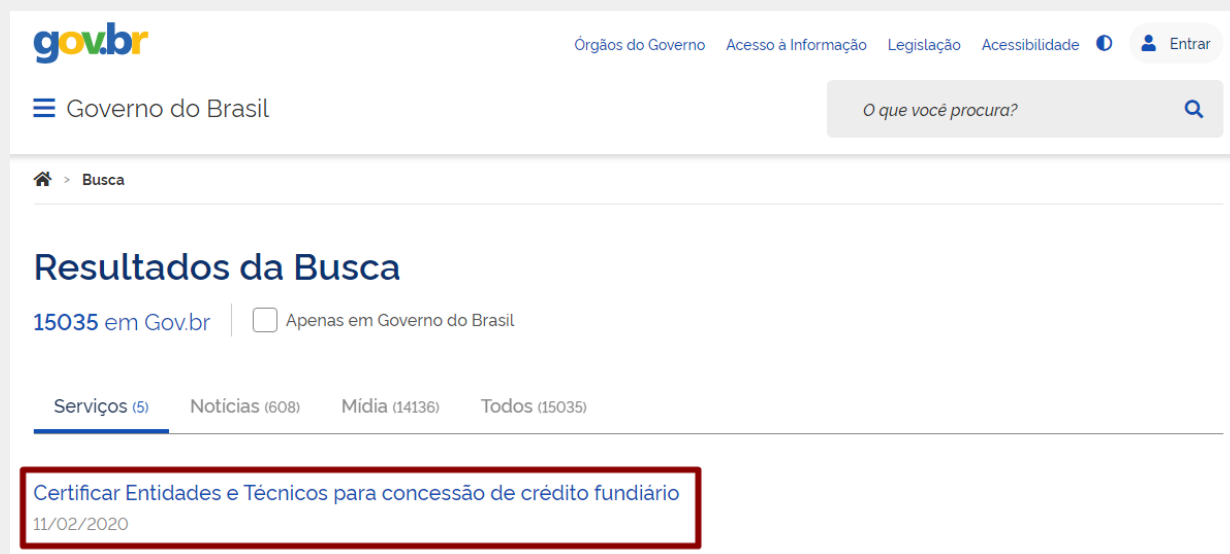 gov.br
Órgãos do Governo Acesso à Informação Legislação Acessibilidade Entrar
Governo do Brasil
O que você procura?
> Busca
Resultados da Busca
15035 em Gov.br Apenas em Governo do Brasil
Serviços (5) Notícias (608) Mídia (14136) Todos (15035)
Certificar Entidades e Técnicos para concessão de crédito fundiário
11/02/2020